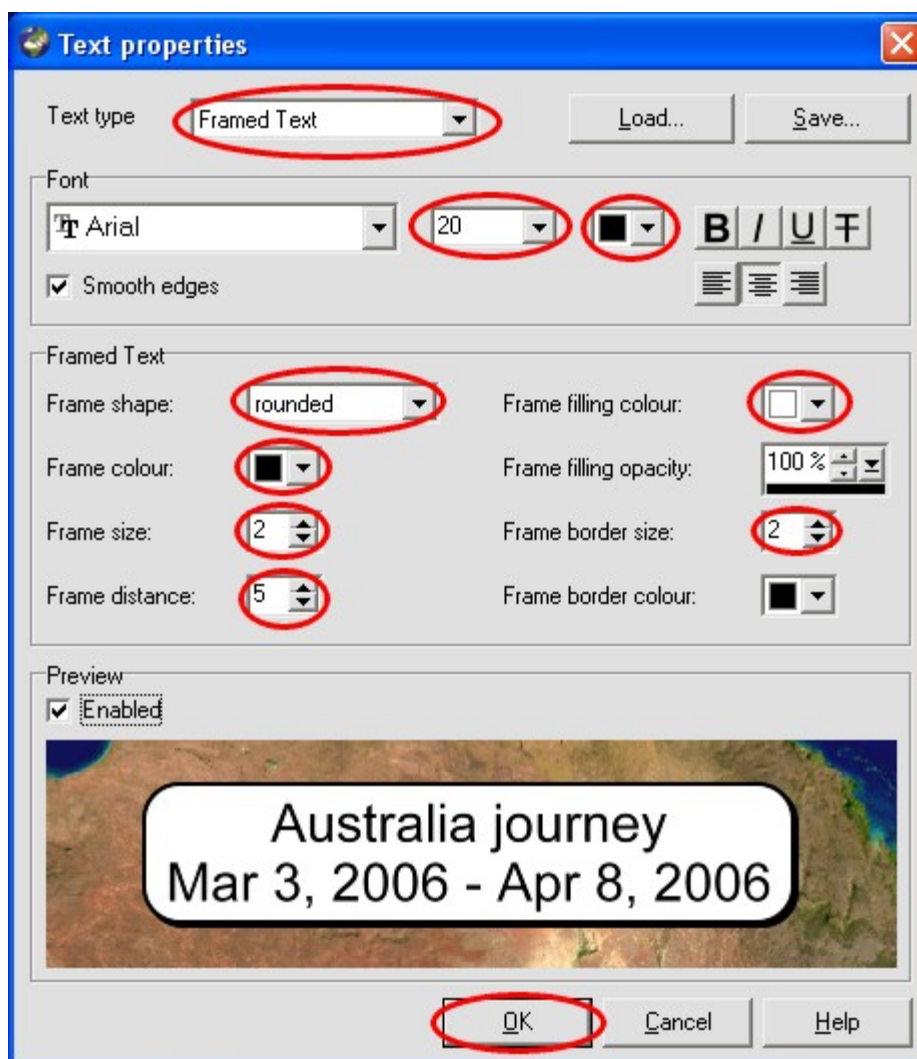 Text properties
Text type Framed Text Load... Save...
Font
Arial 20 B I U T
Smooth edges
Framed Text
Frame shape: rounded Frame filling colour:
Frame colour: Frame filling opacity: 100 %
Frame size: 2 Frame border size: 2
Frame distance: 5 Frame border colour:
Preview
Enabled
Australia journey
Mar 3, 2006 - Apr 8, 2006
OK Cancel Help